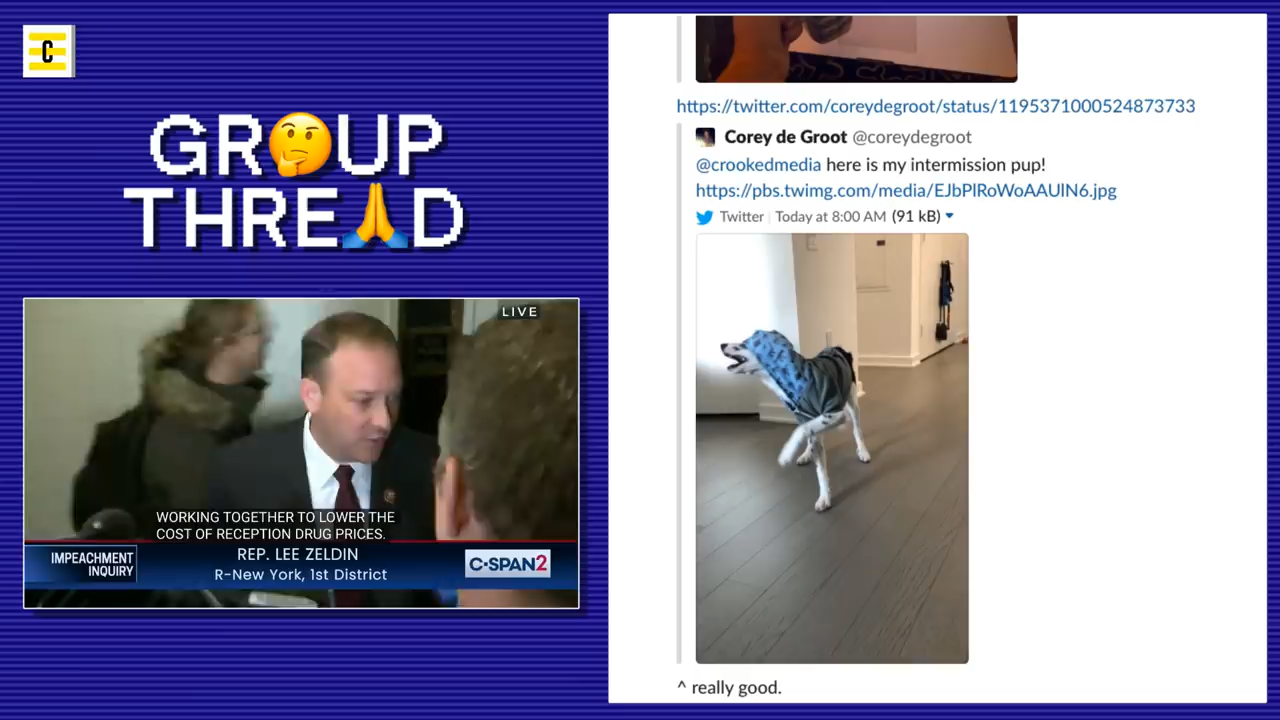 C
GR🤔UP
THRE🙏D
LIVE
WORKING TOGETHER TO LOWER THE
COST OF RECEPTION DRUG PRICES.
IMPEACHMENT
INQUIRY
REP. LEE ZELDIN
R-New York, 1st District
C-SPAN2
https://twitter.com/coreydegroot/status/1195371000524873733
Corey de Groot @coreydegroot
@crookedmedia here is my intermission pup!
https://pbs.twimg.com/media/EJbPlRoWoAAUlN6.jpg
Twitter | Today at 8:00 AM (91 kB)
^ really good.